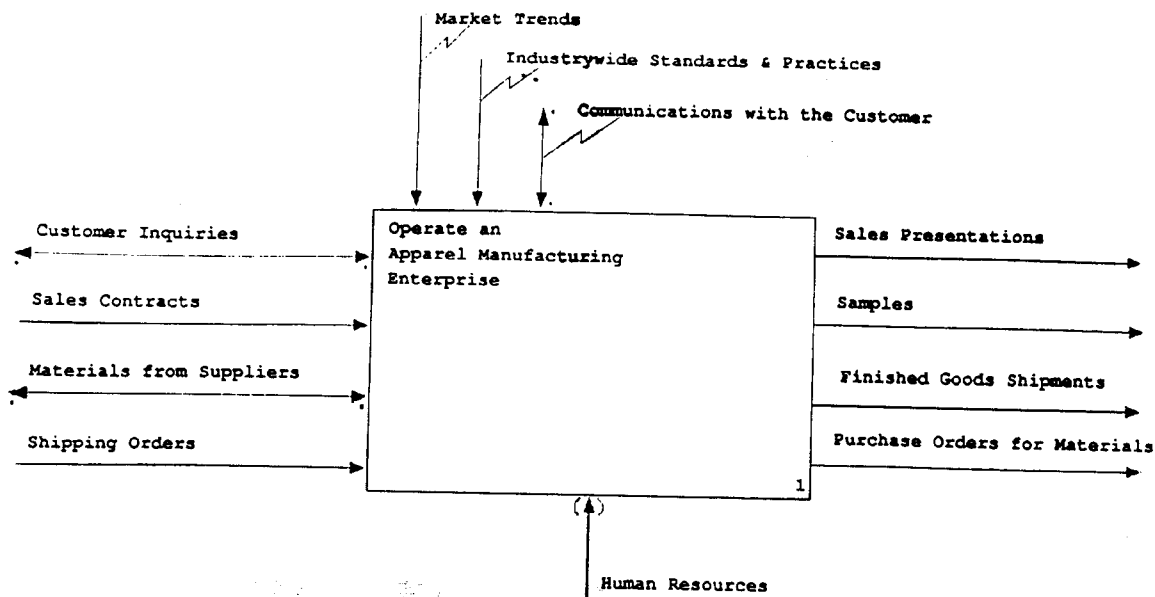 Market Trends
Industrywide Standards & Practices
Communications with the Customer
Customer Inquiries
Sales Contracts
Materials from Suppliers
Shipping Orders
Operate an
Apparel Manufacturing
Enterprise
1
Sales Presentations
Samples
Finished Goods Shipments
Purchase Orders for Materials
Human Resources